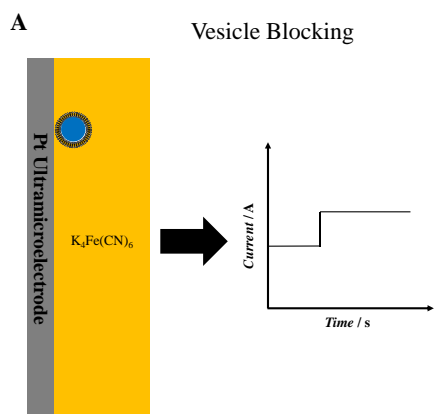 A
Vesicle Blocking
Pt Ultramicroelectrode
K₄Fe(CN)₆
Current / A
Time / s